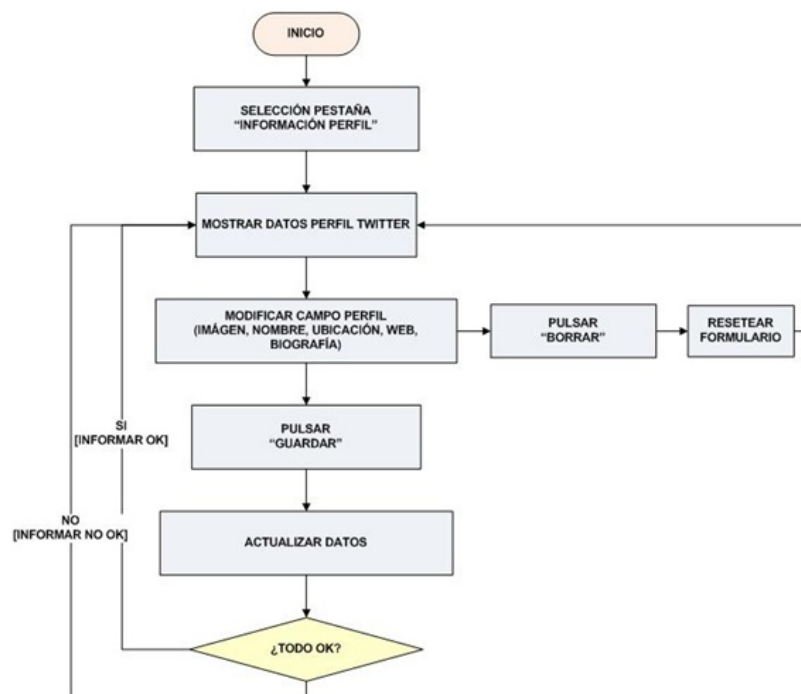 INICIO
SELECCIÓN PESTAÑA
“INFORMACIÓN PERFIL”
MOSTRAR DATOS PERFIL TWITTER
MODIFICAR CAMPO PERFIL
(IMÁGEN, NOMBRE, UBICACIÓN, WEB,
BIOGRAFÍA)
PULSAR
“BORRAR”
RESETEAR
FORMULARIO
SI
[INFORMAR OK]
PULSAR
“GUARDAR”
NO
[INFORMAR NO OK]
ACTUALIZAR DATOS
¿TODO OK?